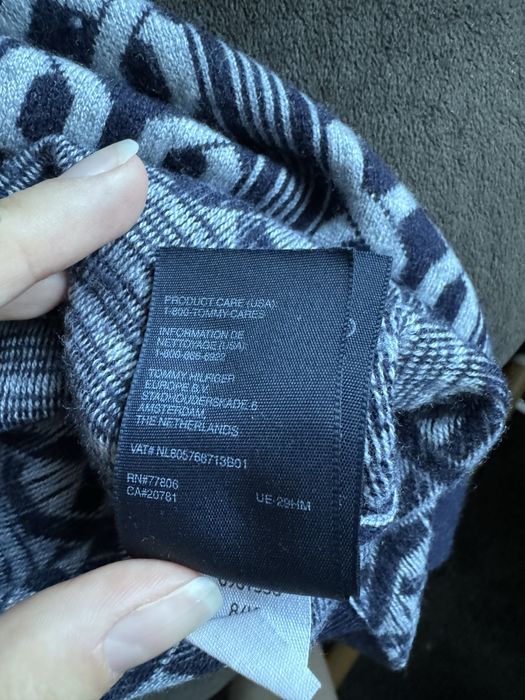 PRODUCT CARE (USA)
1-800-TOMMY-CARES
INFORMATION DE
NETTOYAGE (USA)
1-800-866-6922
TOMMY HILFIGER
EUROPE B.V.
STADHOUDERSKADE 6
AMSTERDAM,
THE NETHERLANDS
VAT# NL805768713B01
RN#77806
CA#20781
UE-29HM